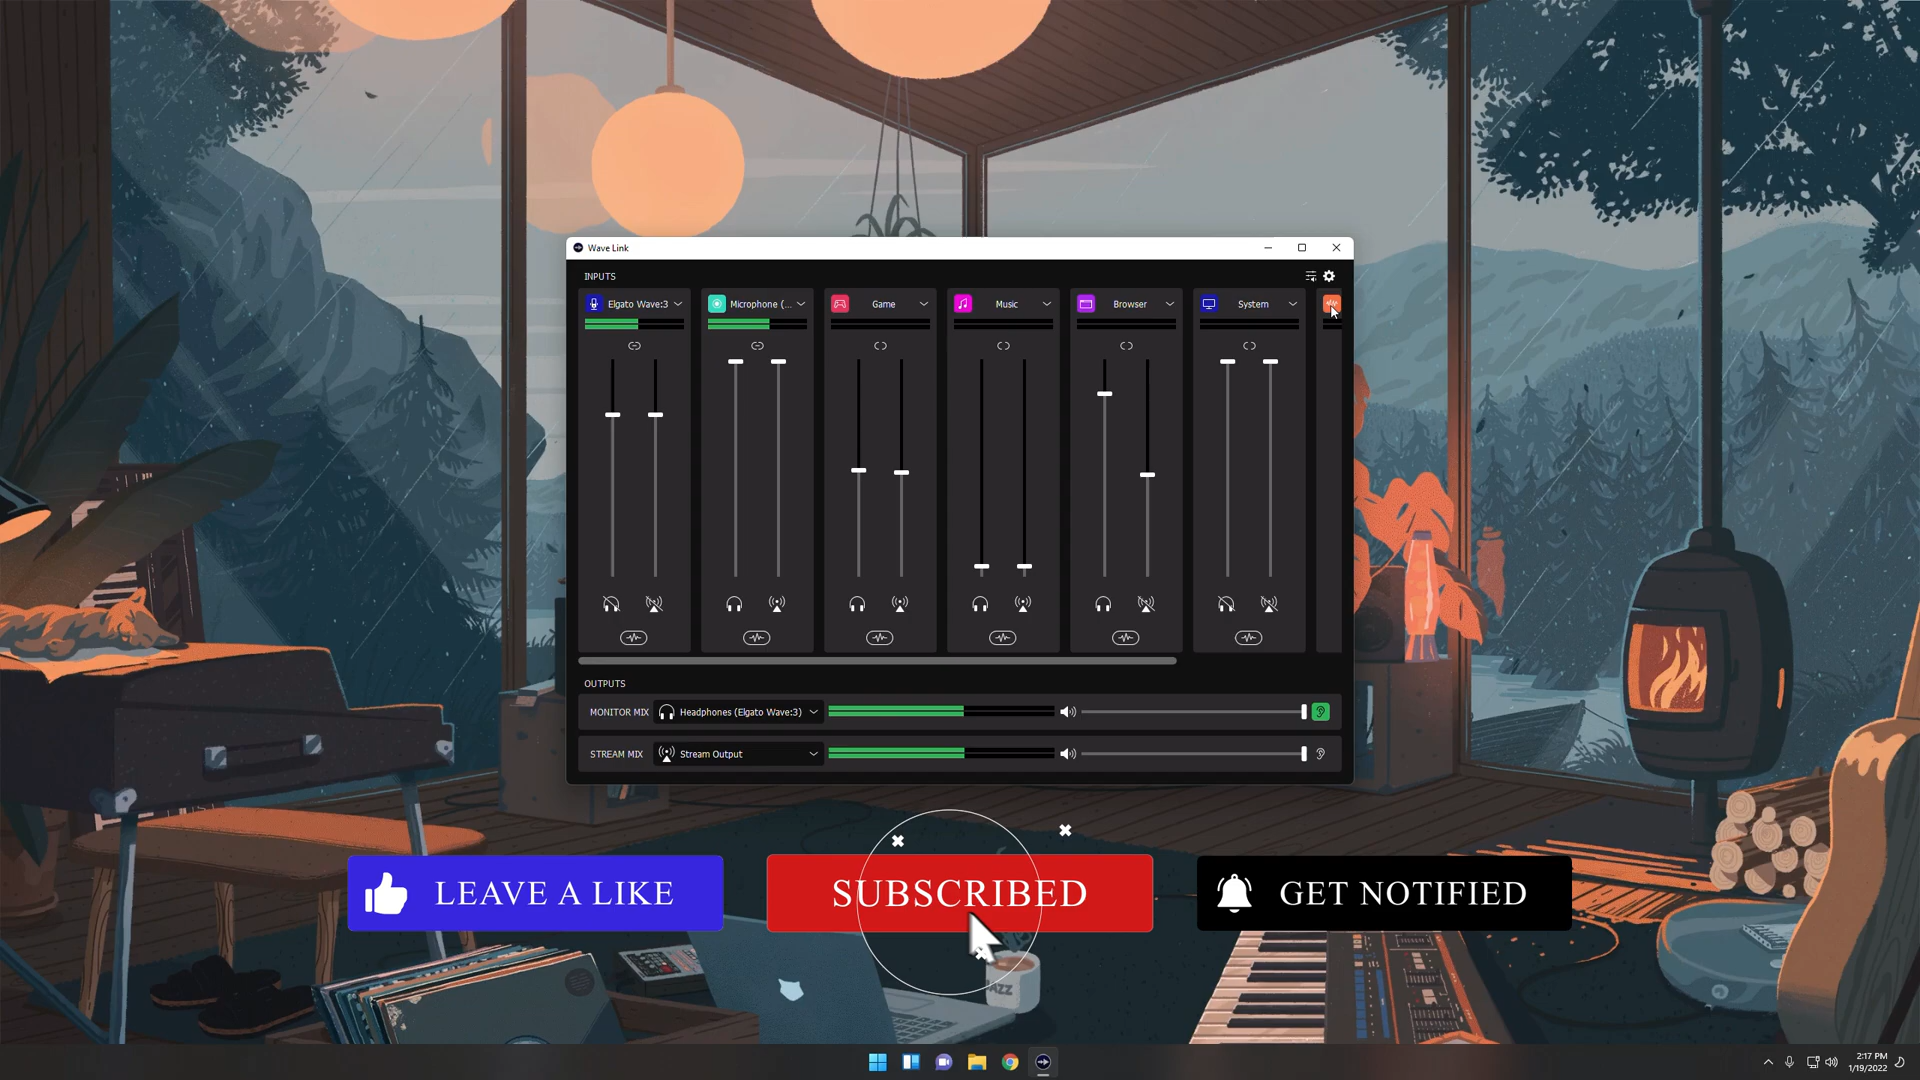 Wave Link
INPUTS
Elgato Wave:3
Microphone (...
Game
Music
Browser
System
OUTPUTS
MONITOR MIX
Headphones (Elgato Wave:3)
STREAM MIX
Stream Output
LEAVE A LIKE
SUBSCRIBED
GET NOTIFIED
2:17 PM
1/19/2022